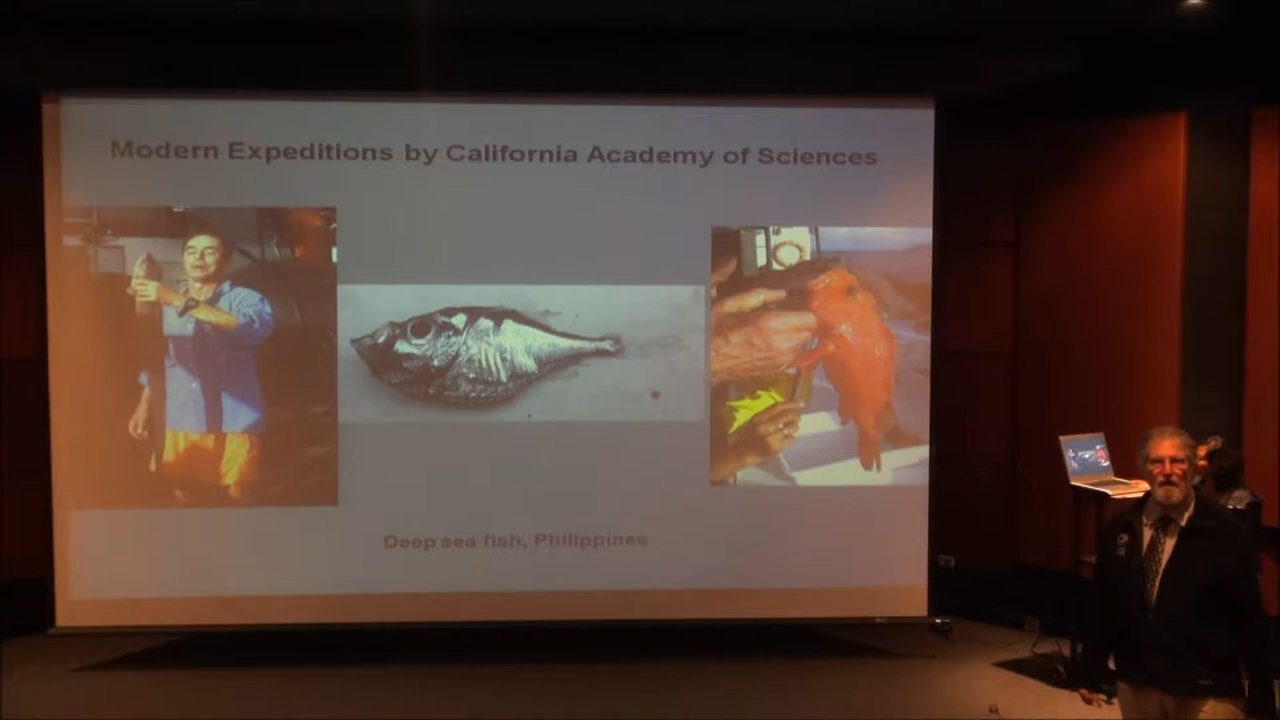 Modern Expeditions by California Academy of Sciences
Deep sea fish, Philippines